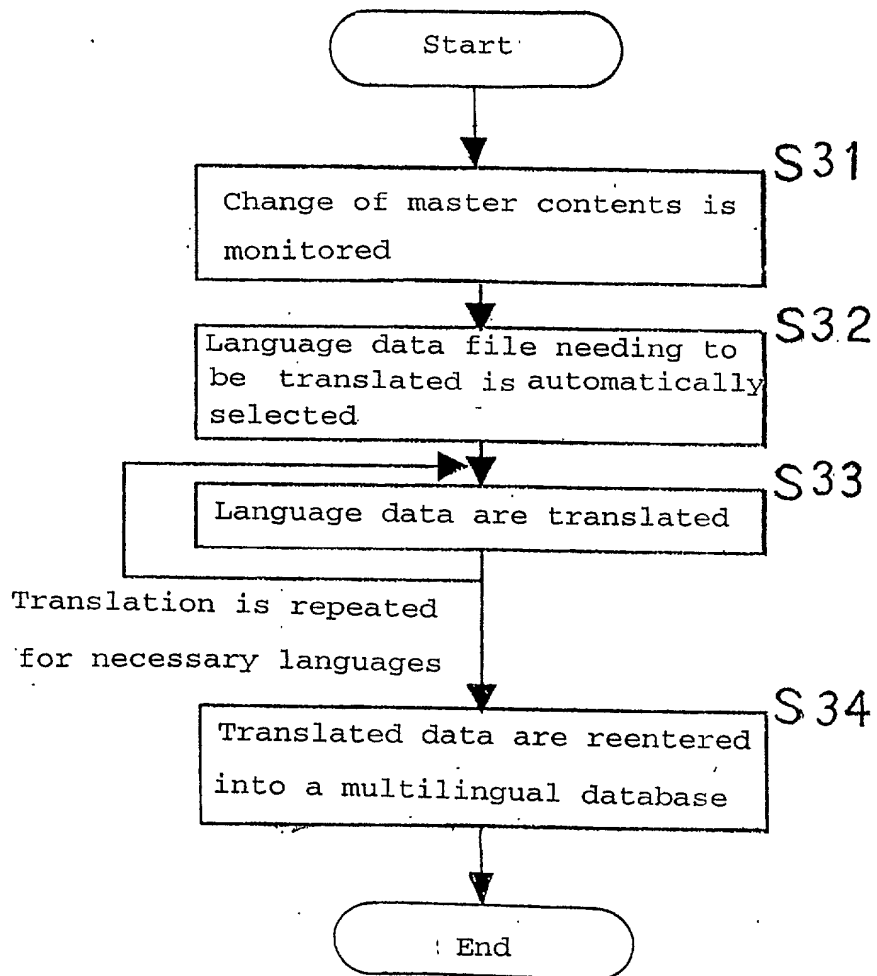 Start
S31
Change of master contents is
monitored
S32
Language data file needing to
be translated is automatically
selected
S33
Language data are translated
Translation is repeated
for necessary languages
S34
Translated data are reentered
into a multilingual database
End